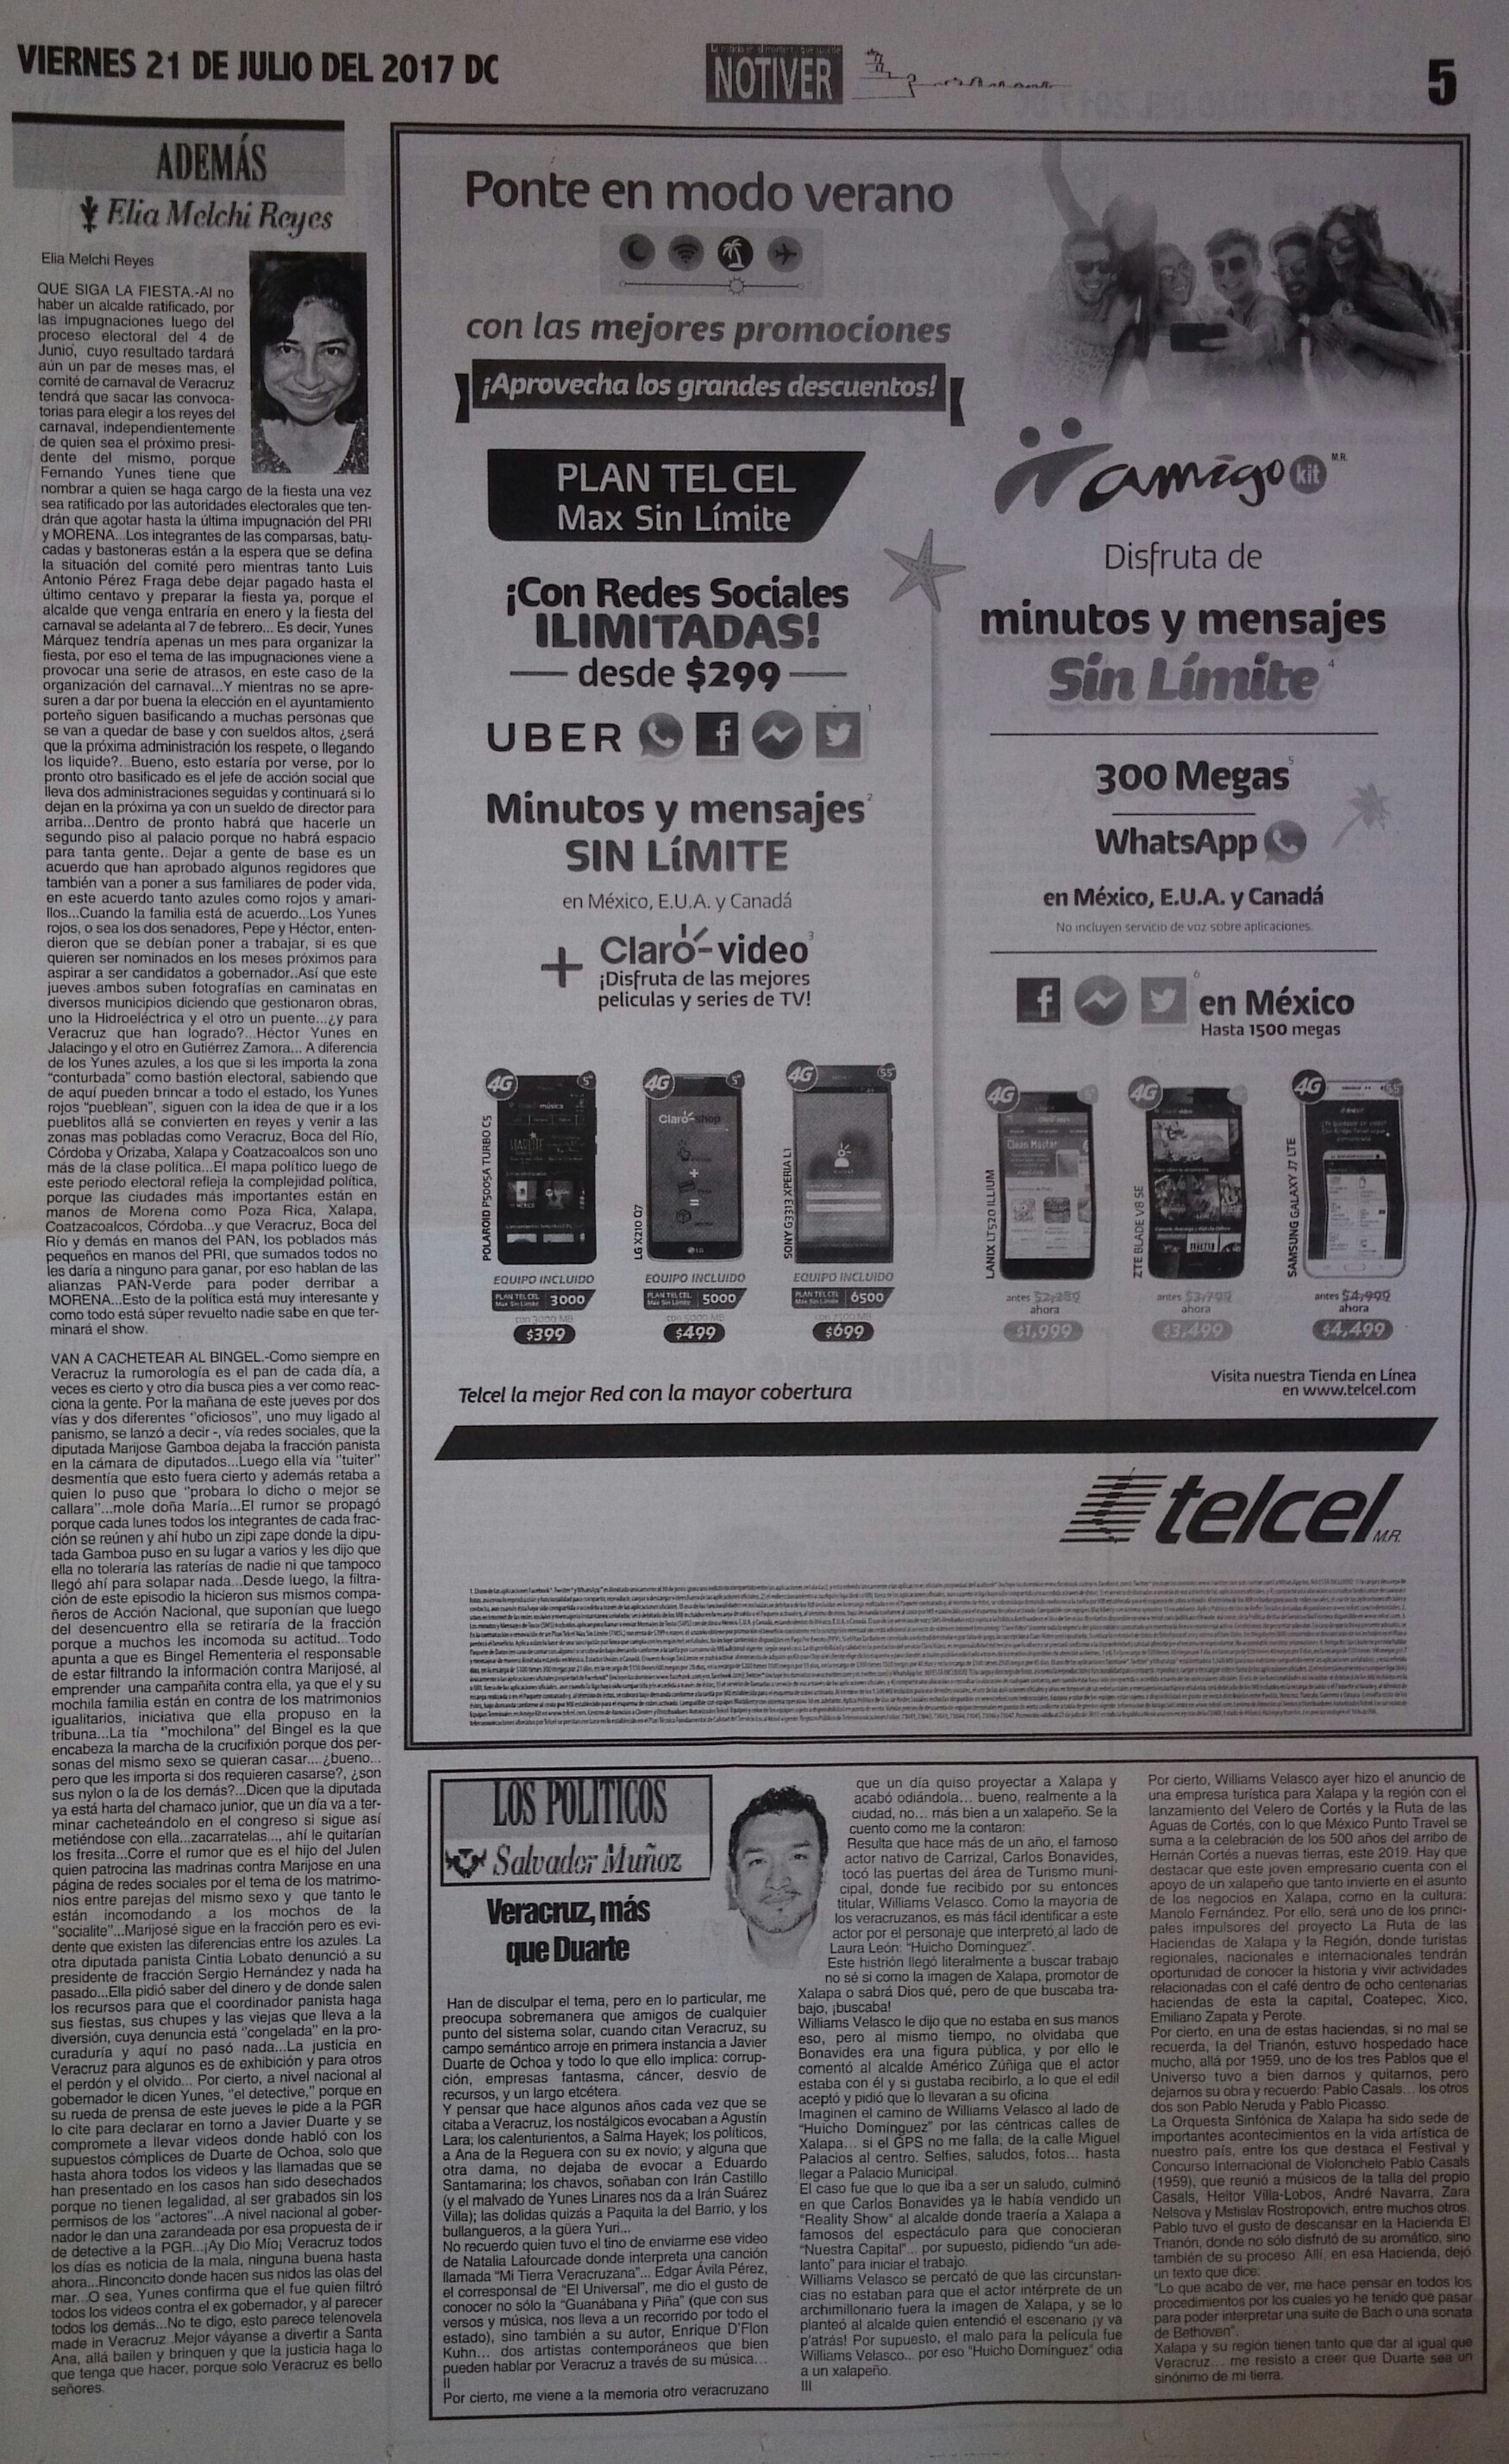 VIERNES 21 DE JULIO DEL 2017 DC
NOTIVER
5
ADEMÁS
Elia Melchi Reyes
Elia Melchi Reyes
QUE SIGA LA FIESTA.-Al no
haber un alcalde ratificado, por
las impugnaciones luego del
proceso electoral del 4 de
Junio, cuyo resultado tardará
aún un par de meses mas, el
comité de carnaval de Veracruz
tendrá que sacar las convoca-
torias para elegir a los reyes del
carnaval, independientemente
de quien sea el próximo presi-
dente del mismo, porque
Fernando Yunes tiene que
nombrar a quien se haga cargo de la fiesta una vez
sea ratificado por las autoridades electorales que ten-
drán que agotar hasta la última impugnación del PRI
y MORENA...Los integrantes de las comparsas, batu-
cadas y bastoneras están a la espera que se defina
la situación del comité pero mientras tanto Luis
Antonio Pérez Fraga debe dejar pagado hasta el
último centavo y preparar la fiesta ya, porque el
alcalde que venga entraría en enero y la fiesta del
carnaval se adelanta al 7 de febrero... Es decir, Yunes
Márquez tendría apenas un mes para organizar la
fiesta, por eso el tema de las impugnaciones viene a
provocar una serie de atrasos, en este caso de la
organización del carnaval...Y mientras no se apre-
suren a dar por buena la elección en el ayuntamiento
porteño siguen basificando a muchas personas que
se van a quedar de base y con sueldos altos, ¿será
que la próxima administración los respete, o llegando
los liquide?...Bueno, esto estaría por verse, por lo
pronto otro basificado es el jefe de acción social que
lleva dos administraciones seguidas y continuará si lo
dejan en la próxima ya con un sueldo de director para
arriba...Dentro de pronto habrá que hacerle un
segundo piso al palacio porque no habrá espacio
para tanta gente...Dejar a gente de base es un
acuerdo que han aprobado algunos regidores que
también van a poner a sus familiares de poder vida,
en este acuerdo tanto azules como rojos y amari-
llos...Cuando la familia está de acuerdo...Los Yunes
rojos, o sea los dos senadores, Pepe y Héctor, enten-
dieron que se debían poner a trabajar, si es que
quieren ser nominados en los meses próximos para
aspirar a ser candidatos a gobernador..Así que este
jueves ambos suben fotografías en caminatas en
diversos municipios diciendo que gestionaron obras,
uno la Hidroeléctrica y el otro un puente...¿y para
Veracruz que han logrado?...Héctor Yunes en
Jalacingo y el otro en Gutiérrez Zamora... A diferencia
de los Yunes azules, a los que si les importa la zona
"conturbada" como bastión electoral, sabiendo que
de aquí pueden brincar a todo el estado, los Yunes
rojos "pueblean", siguen con la idea de que ir a los
pueblitos allá se convierten en reyes y venir a las
zonas mas pobladas como Veracruz, Boca del Río,
Córdoba y Orizaba, Xalapa y Coatzacoalcos son uno
más de la clase política...El mapa político luego de
este periodo electoral refleja la complejidad política,
porque las ciudades más importantes están en
manos de Morena como Poza Rica, Xalapa,
Coatzacoalcos, Córdoba...y que Veracruz, Boca del
Río y demás en manos del PAN, los poblados más
pequeños en manos del PRI, que sumados todos no
les daría a ninguno para ganar, por eso hablan de las
alianzas PAN-Verde para poder derribar a
MORENA...Esto de la política está muy interesante y
como todo está súper revuelto nadie sabe en que ter-
minará el show.
VAN A CACHETEAR AL BINGEL.-Como siempre en
Veracruz la rumorología es el pan de cada día, a
veces es cierto y otro día busca pies a ver como reac-
ciona la gente. Por la mañana de este jueves por dos
vías y dos diferentes "oficiosos", uno muy ligado al
panismo, se lanzó a decir -, vía redes sociales, que la
diputada Marijose Gamboa dejaba la fracción panista
en la cámara de diputados...Luego ella vía "tuiter"
desmentía que esto fuera cierto y además retaba a
quien lo puso que "probara lo dicho o mejor se
callara"...mole doña María...El rumor se propagó
porque cada lunes todos los integrantes de cada frac-
ción se reúnen y ahí hubo un zipi zape donde la dipu-
tada Gamboa puso en su lugar a varios y les dijo que
ella no toleraría las raterías de nadie ni que tampoco
llegó ahí para solapar nada...Desde luego, la filtra-
ción de este episodio la hicieron sus mismos compa-
ñeros de Acción Nacional, que suponían que luego
del desencuentro ella se retiraría de la fracción
porque a muchos les incomoda su actitud...Todo
apunta a que es Bingel Rementería el responsable
de estar filtrando la información contra Marijosé, al
emprender una campañita contra ella, ya que el y su
mochila familia están en contra de los matrimonios
igualitarios, iniciativa que ella propuso en la
tribuna...La tía "mochilona" del Bingel es la que
encabeza la marcha de la crucifixión porque dos per-
sonas del mismo sexo se quieran casar....¿bueno...
pero que les importa si dos requieren casarse?, ¿son
sus nylon o la de los demás?...Dicen que la diputada
ya está harta del chamaco junior, que un día va a ter-
minar cacheteándolo en el congreso si sigue así
metiéndose con ella...zacarratelas..., ahí le quitarían
los fresita...Corre el rumor que es el hijo del Julen
quien patrocina las madrinas contra Marijose en una
página de redes sociales por el tema de los matrimo-
nios entre parejas del mismo sexo y que tanto le
están incomodando a los mochos de la
"socialite"...Marijosé sigue en la fracción pero es evi-
dente que existen las diferencias entre los azules. La
otra diputada panista Cintia Lobato denunció a su
presidente de fracción Sergio Hernández y nada ha
pasado...Ella pidió saber del dinero y de donde salen
los recursos para que el coordinador panista haga
sus fiestas, sus chupes y las viejas que lleva a la
diversión, cuya denuncia está "congelada" en la pro-
curaduría y aquí no pasó nada...La justicia en
Veracruz para algunos es de exhibición y para otros
el perdón y el olvido... Por cierto, a nivel nacional al
gobernador le dicen Yunes, "el detective," porque en
su rueda de prensa de este jueves le pide a la PGR
lo cite para declarar en torno a Javier Duarte y se
compromete a llevar videos donde habló con los
supuestos cómplices de Duarte de Ochoa, solo que
hasta ahora todos los videos y las llamadas que se
han presentado en los casos han sido desechados
porque no tienen legalidad, al ser grabados sin los
permisos de los "actores"...A nivel nacional al gober-
nador le dan una zarandeada por esa propuesta de ir
de detective a la PGR...¡Ay Dio Mío¡ Veracruz todos
los días es noticia de la mala, ninguna buena hasta
ahora...Rinconcito donde hacen sus nidos las olas del
mar...O sea, Yunes confirma que el fue quien filtró
todos los videos contra el ex gobernador, y al parecer
todos los demás...No te digo, esto parece telenovela
made in Veracruz...Mejor váyanse a divertir a Santa
Ana, allá bailen y brinquen y que la justicia haga lo
que tenga que hacer, porque solo Veracruz es bello
señores.
Ponte en modo verano
con las mejores promociones
¡Aprovecha los grandes descuentos!
PLAN TELCEL
Max Sin Límite
¡Con Redes Sociales
ILIMITADAS!
desde $299
UBER
1
Minutos y mensajes 2
SIN LíMITE
en México, E.U.A. y Canadá
+ Claro-video 3
¡Disfruta de las mejores
peliculas y series de TV!
amigo kit M.R.
Disfruta de
minutos y mensajes
Sin Límite 4
300 Megas 5
WhatsApp
en México, E.U.A. y Canadá
No incluyen servicio de voz sobre aplicaciones.
6
en México
Hasta 1500 megas
4G 5"
POLAROID P5005A TURBO C5
EQUIPO INCLUIDO
PLAN TELCEL Max Sin Límite 3000
con 3000 MB
$399
4G 5"
LG X210 Q7
EQUIPO INCLUIDO
PLAN TELCEL Max Sin Límite 5000
con 5000 MB
$499
4G 5.5"
SONY G3313 XPERIA L1
EQUIPO INCLUIDO
PLAN TELCEL Max Sin Límite 6500
$699
4G
LANIX LT520 ILLIUM
antes $2,289
ahora
$1,999
4G
ZTE BLADE V8 SE
antes $3,799
ahora
$3,499
4G
SAMSUNG GALAXY J7 LTE
antes $4,999
ahora
$4,499
Telcel la mejor Red con la mayor cobertura
Visita nuestra Tienda en Línea
en www.telcel.com
telcel M.R.
LOS POLITICOS
Salvador Muñoz
Veracruz, más
que Duarte
Han de disculpar el tema, pero en lo particular, me
preocupa sobremanera que amigos de cualquier
punto del sistema solar, cuando citan Veracruz, su
campo semántico arroje en primera instancia a Javier
Duarte de Ochoa y todo lo que ello implica: corrup-
ción, empresas fantasma, cáncer, desvío de
recursos, y un largo etcétera.
Y pensar que hace algunos años cada vez que se
citaba a Veracruz, los nostálgicos evocaban a Agustín
Lara; los calenturientos, a Salma Hayek; los políticos,
a Ana de la Reguera con su ex novio; y alguna que
otra dama, no dejaba de evocar a Eduardo
Santamarina; los chavos, soñaban con Irán Castillo
(y el malvado de Yunes Linares nos da a Irán Suárez
Villa); las dolidas quizás a Paquita la del Barrio, y los
bullangueros, a la güera Yuri...
No recuerdo quien tuvo el tino de enviarme ese video
de Natalia Lafourcade donde interpreta una canción
llamada "Mi Tierra Veracruzana"... Edgar Ávila Pérez,
el corresponsal de "El Universal", me dio el gusto de
conocer no sólo la "Guanábana y Piña" (que con sus
versos y música, nos lleva a un recorrido por todo el
estado), sino también a su autor, Enrique D'Flon
Kuhn... dos artistas contemporáneos que bien
pueden hablar por Veracruz a través de su música...
II
Por cierto, me viene a la memoria otro veracruzano
que un día quiso proyectar a Xalapa y
acabó odiándola... bueno, realmente a la
ciudad, no... más bien a un xalapeño. Se la
cuento como me la contaron:
Resulta que hace más de un año, el famoso
actor nativo de Carrizal, Carlos Bonavides,
tocó las puertas del área de Turismo muni-
cipal, donde fue recibido por su entonces
titular, Williams Velasco. Como la mayoría de
los veracruzanos, es más fácil identificar a este
actor por el personaje que interpretó al lado de
Laura León: "Huicho Domínguez".
Este histrión llegó literalmente a buscar trabajo
no sé si como la imagen de Xalapa, promotor de
Xalapa o sabrá Dios qué, pero de que buscaba tra-
bajo, ¡buscaba!
Williams Velasco le dijo que no estaba en sus manos
eso, pero al mismo tiempo, no olvidaba que
Bonavides era una figura pública, y por ello le
comentó al alcalde Américo Zúñiga que el actor
estaba con él y si gustaba recibirlo, a lo que el edil
aceptó y pidió que lo llevaran a su oficina.
Imaginen el camino de Williams Velasco al lado de
"Huicho Domínguez" por las céntricas calles de
Xalapa... si el GPS no me falla; de la calle Miguel
Palacios al centro. Selfies, saludos, fotos... hasta
llegar a Palacio Municipal.
El caso fue que lo que iba a ser un saludo, culminó
en que Carlos Bonavides ya le había vendido un
"Reality Show" al alcalde donde traería a Xalapa a
famosos del espectáculo para que conocieran
"Nuestra Capital"... por supuesto, pidiendo "un ade-
lanto" para iniciar el trabajo.
Williams Velasco se percató de que las circunstan-
cias no estaban para que el actor intérprete de un
archimillonario fuera la imagen de Xalapa, y se lo
planteó al alcalde quien entendió el escenario ¡y va
p'atrás! Por supuesto, el malo para la película fue
Williams Velasco... por eso "Huicho Domínguez" odia
a un xalapeño.
III
Por cierto, Williams Velasco ayer hizo el anuncio de
una empresa turística para Xalapa y la región con el
lanzamiento del Velero de Cortés y la Ruta de las
Aguas de Cortés, con lo que México Punto Travel se
suma a la celebración de los 500 años del arribo de
Hernán Cortés a nuevas tierras, este 2019. Hay que
destacar que este joven empresario cuenta con el
apoyo de un xalapeño que tanto invierte en el asunto
de los negocios en Xalapa, como en la cultura:
Manolo Fernández. Por ello, será uno de los princi-
pales impulsores del proyecto La Ruta de las
Haciendas de Xalapa y la Región, donde turistas
regionales, nacionales e internacionales tendrán
oportunidad de conocer la historia y vivir actividades
relacionadas con el café dentro de ocho centenarias
haciendas de esta la capital, Coatepec, Xico,
Emiliano Zapata y Perote.
Por cierto, en una de estas haciendas, si no mal se
recuerda, la del Trianón, estuvo hospedado hace
mucho, allá por 1959, uno de los tres Pablos que el
Universo tuvo a bien darnos y quitarnos, pero
dejarnos su obra y recuerdo: Pablo Casals... los otros
dos son Pablo Neruda y Pablo Picasso.
La Orquesta Sinfónica de Xalapa ha sido sede de
importantes acontecimientos en la vida artística de
nuestro país, entre los que destaca el Festival y
Concurso Internacional de Violonchelo Pablo Casals
(1959), que reunió a músicos de la talla del propio
Casals, Heitor Villa-Lobos, André Navarra, Zara
Nelsova y Mstislav Rostropovich, entre muchos otros.
Pablo tuvo el gusto de descansar en la Hacienda El
Trianón, donde no sólo disfrutó de su aromático, sino
también de su proceso. Allí, en esa Hacienda, dejó
un texto que dice:
"Lo que acabo de ver, me hace pensar en todos los
procedimientos por los cuales yo he tenido que pasar
para poder interpretar una suite de Bach o una sonata
de Bethoven".
Xalapa y su región tienen tanto que dar al igual que
Veracruz... me resisto a creer que Duarte sea un
sinónimo de mi tierra.